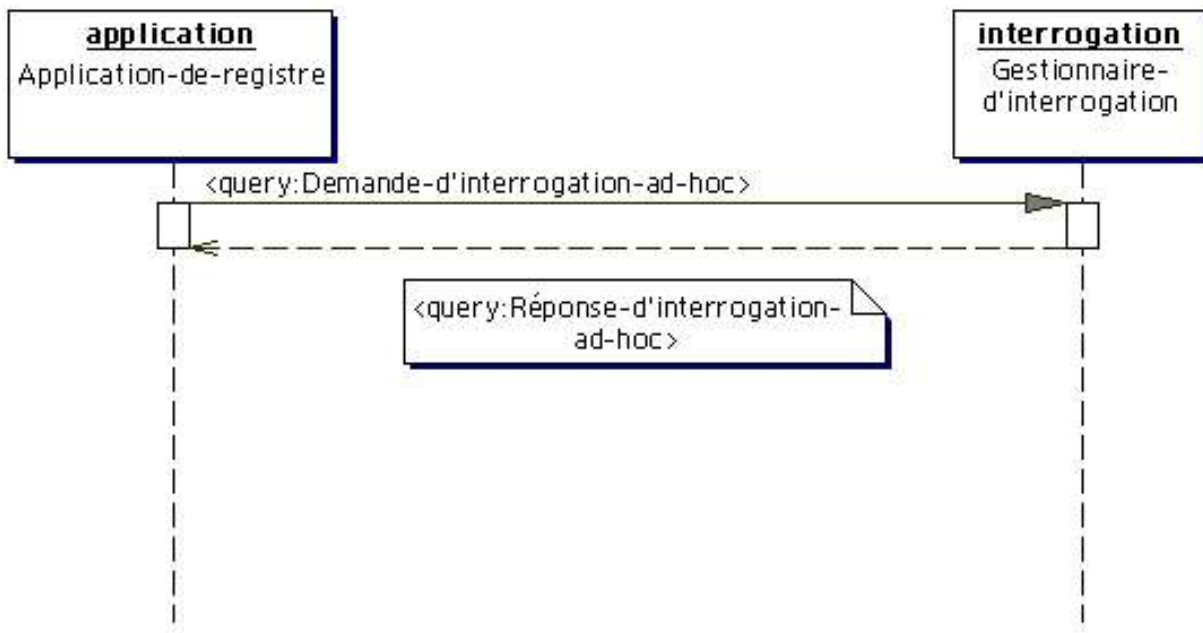 application
Application-de-registre
interrogation
Gestionnaire-
d'interrogation
<query:Demande-d'interrogation-ad-hoc>
<query:Réponse-d'interrogation-
ad-hoc>